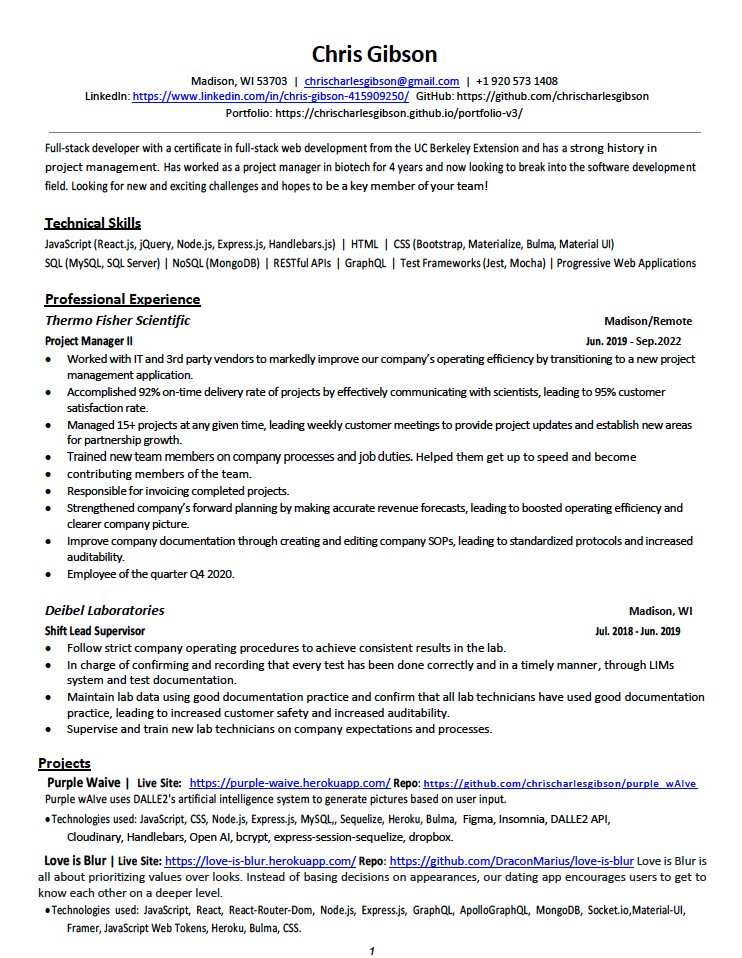 Chris Gibson
Madison, WI 53703 | chrischarlesgibson@gmail.com | +1 920 573 1408
LinkedIn: https://www.linkedin.com/in/chris-gibson-415909250/ GitHub: https://github.com/chrischarlesgibson
Portfolio: https://chrischarlesgibson.github.io/portfolio-v3/
Full-stack developer with a certificate in full-stack web development from the UC Berkeley Extension and has a strong history in
project management. Has worked as a project manager in biotech for 4 years and now looking to break into the software development
field. Looking for new and exciting challenges and hopes to be a key member of your team!
Technical Skills
JavaScript (React.js, jQuery, Node.js, Express.js, Handlebars.js) | HTML | CSS (Bootstrap, Materialize, Bulma, Material UI)
SQL (MySQL, SQL Server) | NoSQL (MongoDB) | RESTful APIs | GraphQL | Test Frameworks (Jest, Mocha) | Progressive Web Applications
Professional Experience
Thermo Fisher Scientific Madison/Remote
Project Manager II Jun. 2019 - Sep.2022
• Worked with IT and 3rd party vendors to markedly improve our company's operating efficiency by transitioning to a new project
management application.
• Accomplished 92% on-time delivery rate of projects by effectively communicating with scientists, leading to 95% customer
satisfaction rate.
• Managed 15+ projects at any given time, leading weekly customer meetings to provide project updates and establish new areas
for partnership growth.
• Trained new team members on company processes and job duties. Helped them get up to speed and become
• contributing members of the team.
• Responsible for invoicing completed projects.
• Strengthened company's forward planning by making accurate revenue forecasts, leading to boosted operating efficiency and
clearer company picture.
• Improve company documentation through creating and editing company SOPs, leading to standardized protocols and increased
auditability.
• Employee of the quarter Q4 2020.
Deibel Laboratories Madison, WI
Shift Lead Supervisor Jul. 2018 - Jun. 2019
• Follow strict company operating procedures to achieve consistent results in the lab.
• In charge of confirming and recording that every test has been done correctly and in a timely manner, through LIMs
system and test documentation.
• Maintain lab data using good documentation practice and confirm that all lab technicians have used good documentation
practice, leading to increased customer safety and increased auditability.
• Supervise and train new lab technicians on company expectations and processes.
Projects
Purple Waive | Live Site: https://purple-waive.herokuapp.com/ Repo: https://github.com/chrischarlesgibson/purple_wAIve
Purple wAIve uses DALLE2's artificial intelligence system to generate pictures based on user input.
• Technologies used: JavaScript, CSS, Node.js, Express.js, MySQL,, Sequelize, Heroku, Bulma, Figma, Insomnia, DALLE2 API,
Cloudinary, Handlebars, Open AI, bcrypt, express-session-sequelize, dropbox.
Love is Blur | Live Site: https://love-is-blur.herokuapp.com/ Repo: https://github.com/DraconMarius/love-is-blur Love is Blur is
all about prioritizing values over looks. Instead of basing decisions on appearances, our dating app encourages users to get to
know each other on a deeper level.
• Technologies used: JavaScript, React, React-Router-Dom, Node.js, Express.js, GraphQL, ApolloGraphQL, MongoDB, Socket.io,Material-UI,
Framer, JavaScript Web Tokens, Heroku, Bulma, CSS.
1